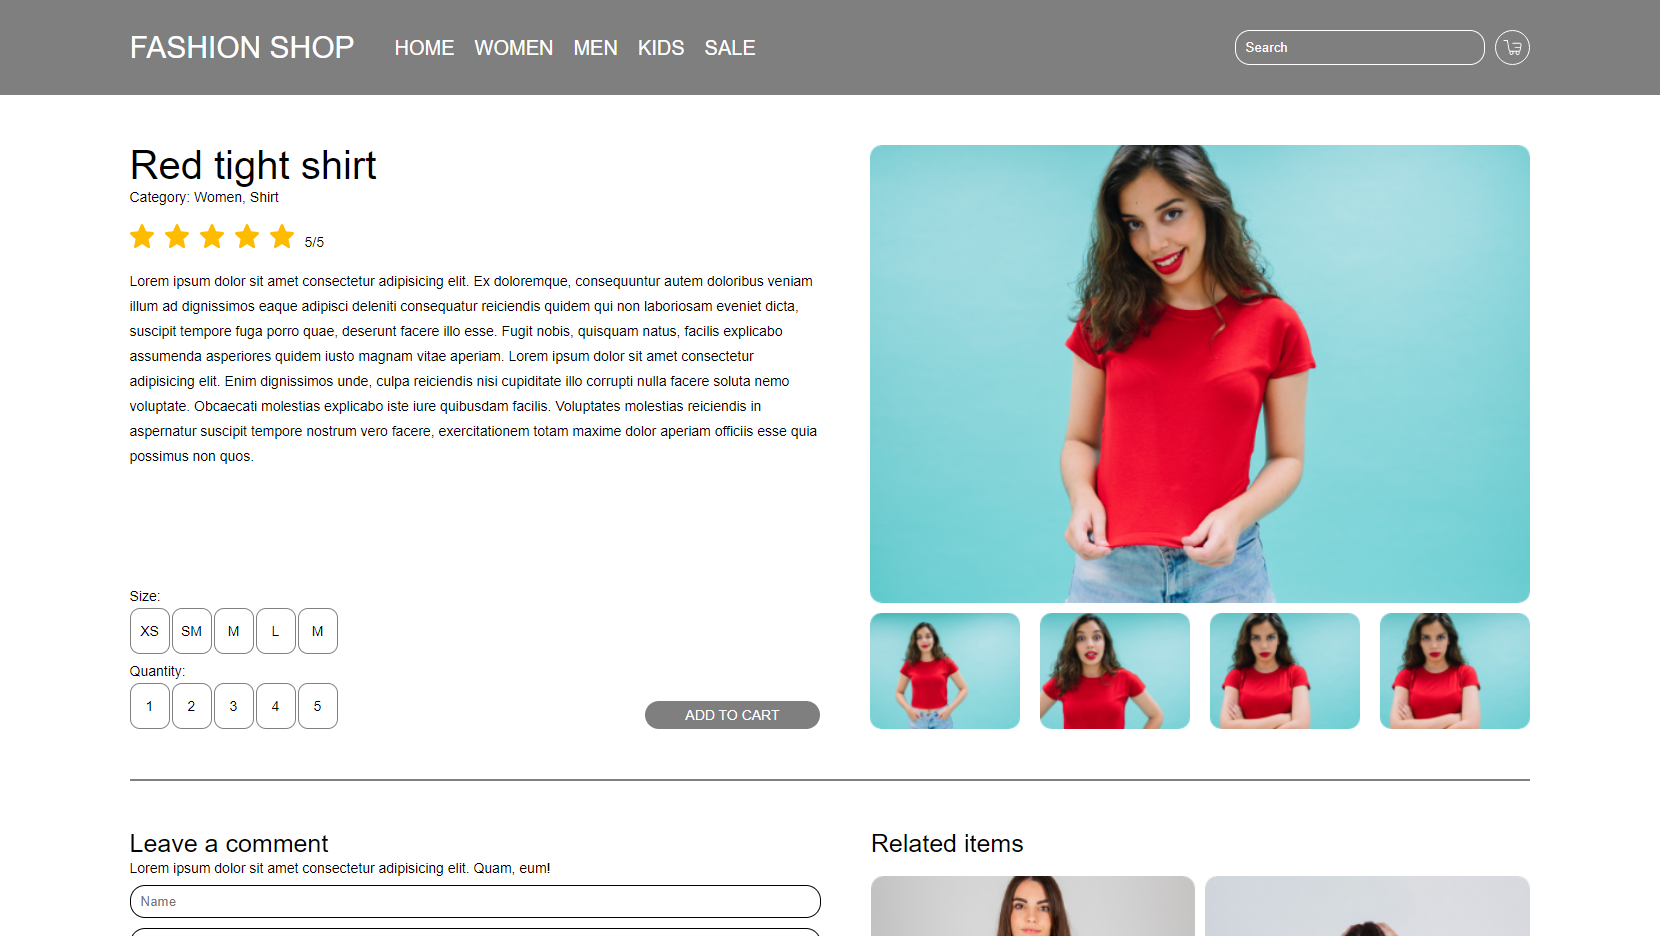 FASHION SHOP
HOME WOMEN MEN KIDS SALE
Search
Red tight shirt
Category: Women, Shirt
5/5
Lorem ipsum dolor sit amet consectetur adipisicing elit. Ex doloremque, consequuntur autem doloribus veniam
illum ad dignissimos eaque adipisci deleniti consequatur reiciendis quidem qui non laboriosam eveniet dicta,
suscipit tempore fuga porro quae, deserunt facere illo esse. Fugit nobis, quisquam natus, facilis explicabo
assumenda asperiores quidem iusto magnam vitae aperiam. Lorem ipsum dolor sit amet consectetur
adipisicing elit. Enim dignissimos unde, culpa reiciendis nisi cupiditate illo corrupti nulla facere soluta nemo
voluptate. Obcaecati molestias explicabo iste iure quibusdam facilis. Voluptates molestias reiciendis in
aspernatur suscipit tempore nostrum vero facere, exercitationem totam maxime dolor aperiam officiis esse quia
possimus non quos.
Size:
XS SM M L M
Quantity:
1 2 3 4 5
ADD TO CART
Leave a comment
Lorem ipsum dolor sit amet consectetur adipisicing elit. Quam, eum!
Name
Related items